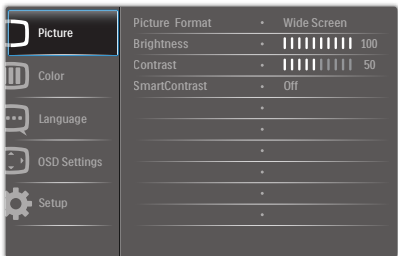 Picture
Color
Language
OSD Settings
Setup
Picture Format • Wide Screen
Brightness • 100
Contrast • 50
SmartContrast • Off